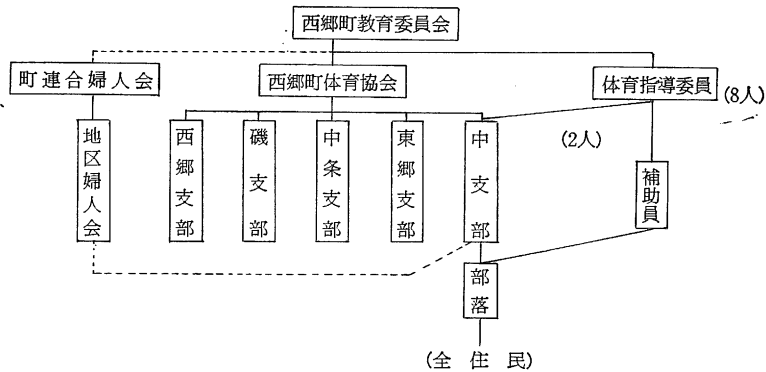 西郷町教育委員会
町連合婦人会
西郷町体育協会
体育指導委員
(8人)
地区婦人会
西郷支部
磯支部
中条支部
東郷支部
中支部
(2人)
補助員
部落
(全住民)